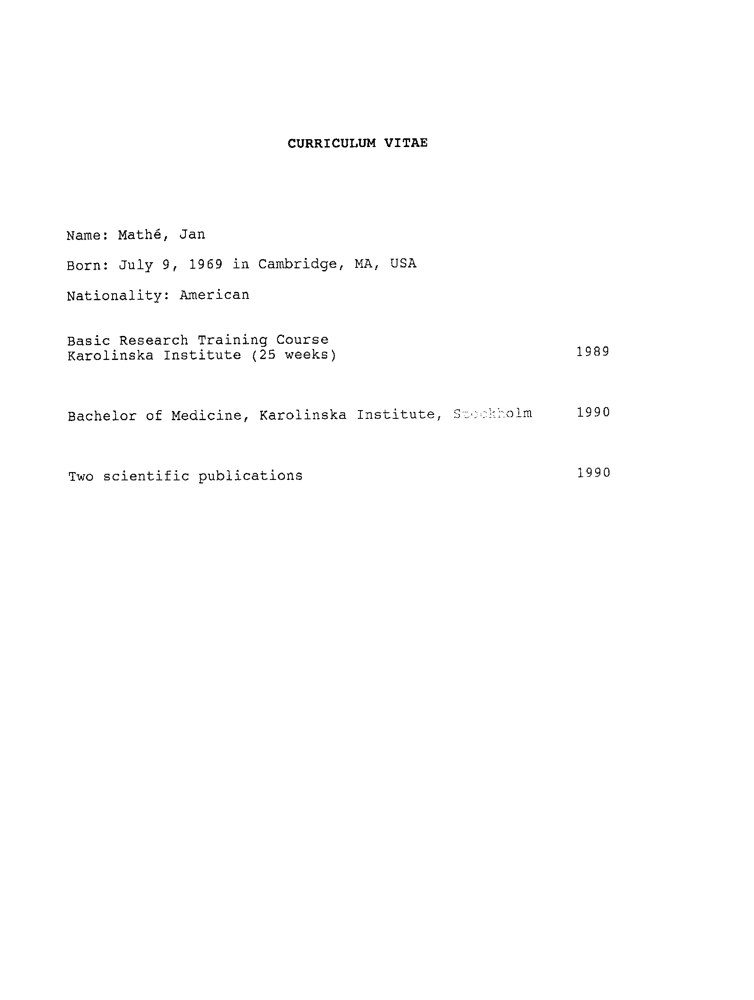 CURRICULUM VITAE
Name: Mathé, Jan
Born: July 9, 1969 in Cambridge, MA, USA
Nationality: American
Basic Research Training Course
Karolinska Institute (25 weeks) 1989
Bachelor of Medicine, Karolinska Institute, Stockholm 1990
Two scientific publications 1990